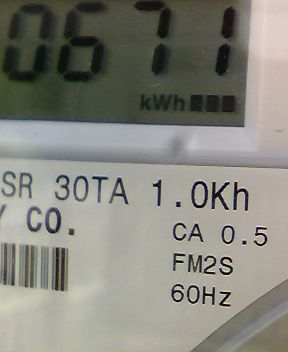 0671
kWh
SR 30TA 1.0Kh
Y CO.
CA 0.5
FM2S
60Hz